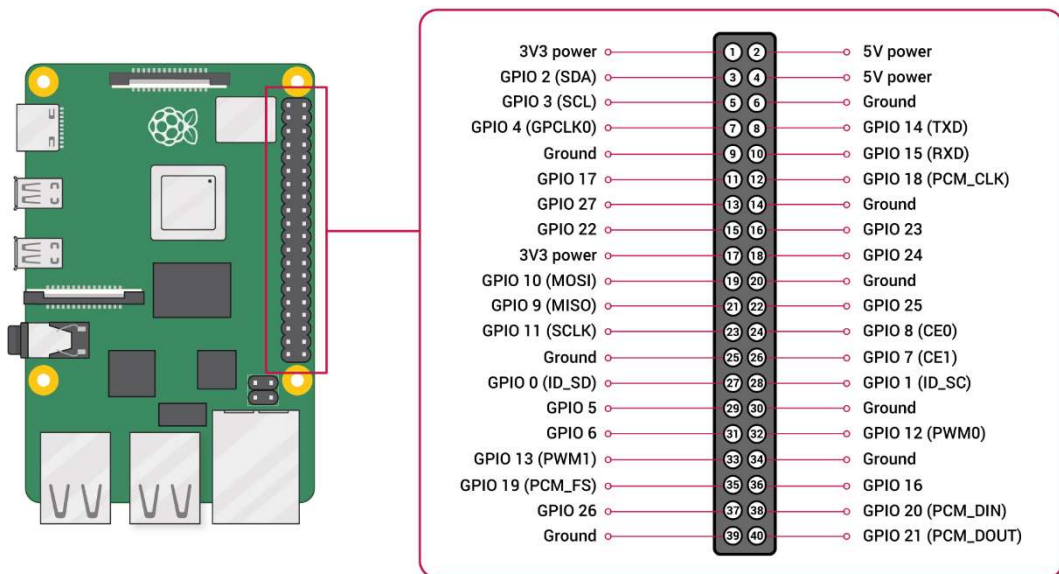 3V3 power 1 2 5V power
GPIO 2 (SDA) 3 4 5V power
GPIO 3 (SCL) 5 6 Ground
GPIO 4 (GPCLK0) 7 8 GPIO 14 (TXD)
Ground 9 10 GPIO 15 (RXD)
GPIO 17 11 12 GPIO 18 (PCM_CLK)
GPIO 27 13 14 Ground
GPIO 22 15 16 GPIO 23
3V3 power 17 18 GPIO 24
GPIO 10 (MOSI) 19 20 Ground
GPIO 9 (MISO) 21 22 GPIO 25
GPIO 11 (SCLK) 23 24 GPIO 8 (CE0)
Ground 25 26 GPIO 7 (CE1)
GPIO 0 (ID_SD) 27 28 GPIO 1 (ID_SC)
GPIO 5 29 30 Ground
GPIO 6 31 32 GPIO 12 (PWM0)
GPIO 13 (PWM1) 33 34 Ground
GPIO 19 (PCM_FS) 35 36 GPIO 16
GPIO 26 37 38 GPIO 20 (PCM_DIN)
Ground 39 40 GPIO 21 (PCM_DOUT)